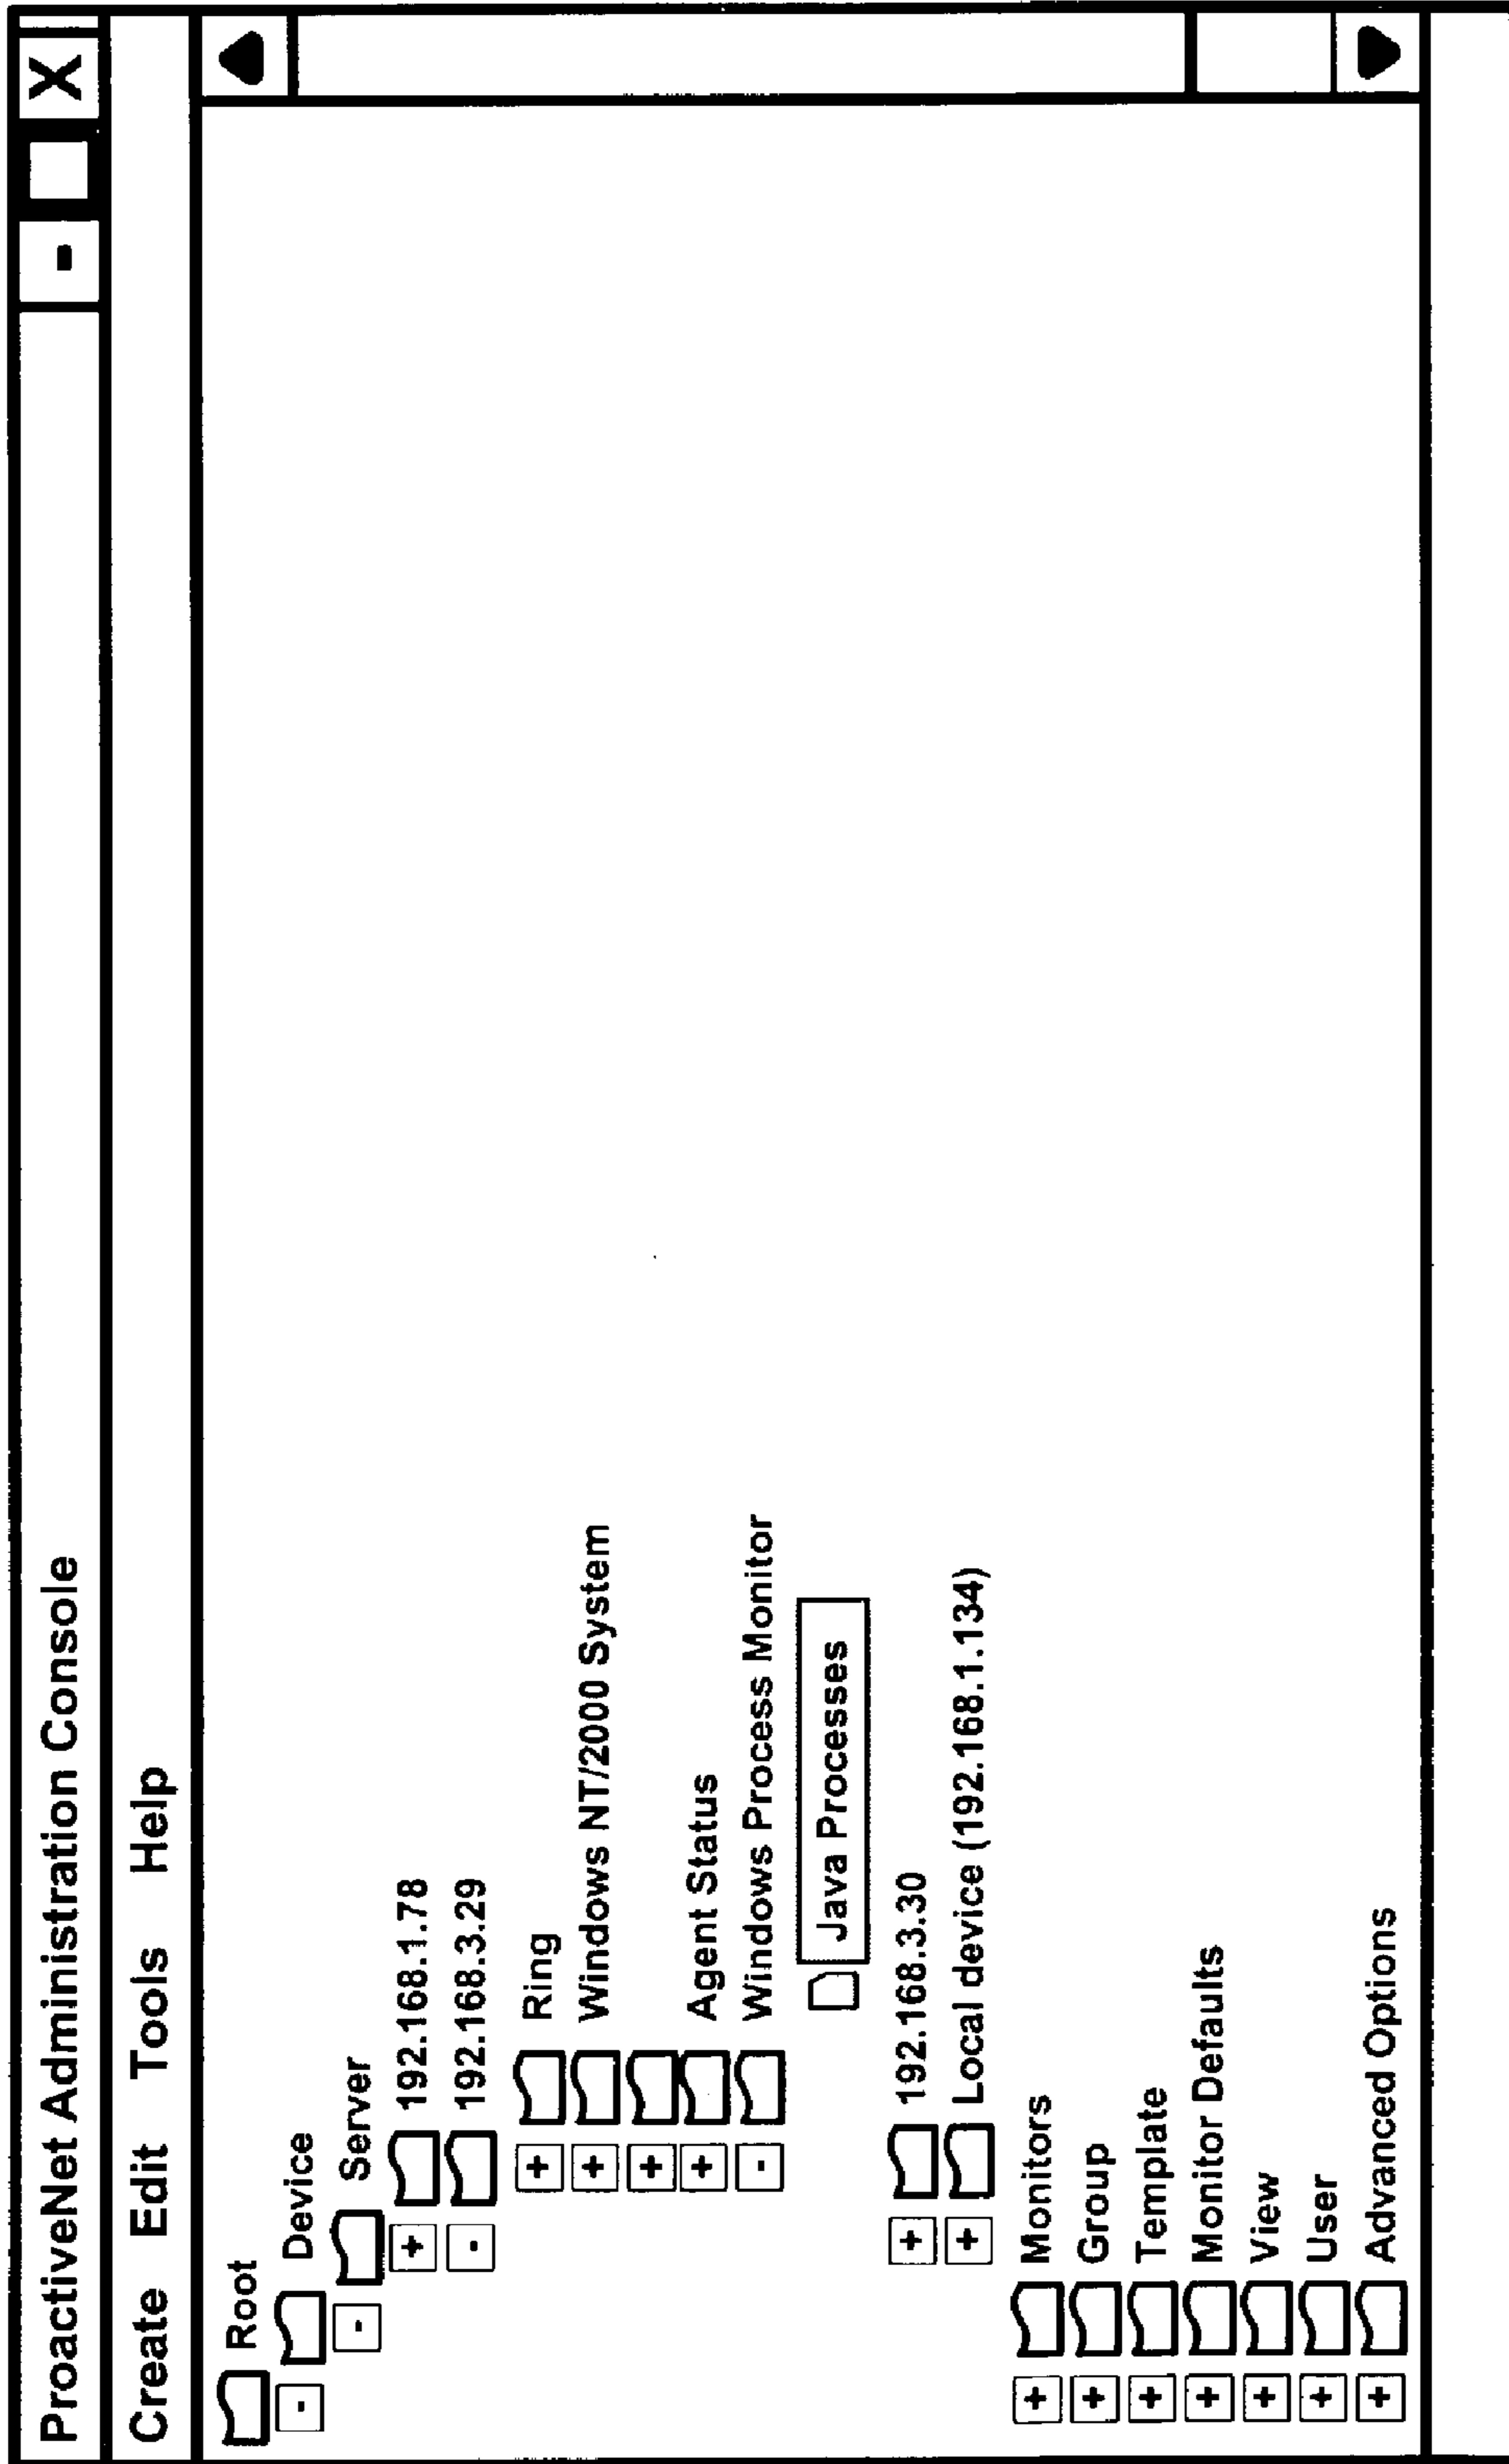 ProactiveNet Administration Console - X
Create Edit Tools Help
Root
- Device
- Server
+ 192.168.1.78
- 192.168.3.29
+ Ring
+ Windows NT/2000 System
+
+ Agent Status
- Windows Process Monitor
Java Processes
+ 192.168.3.30
+ Local device (192.168.1.134)
+ Monitors
+ Group
+ Template
+ Monitor Defaults
+ View
+ User
+ Advanced Options